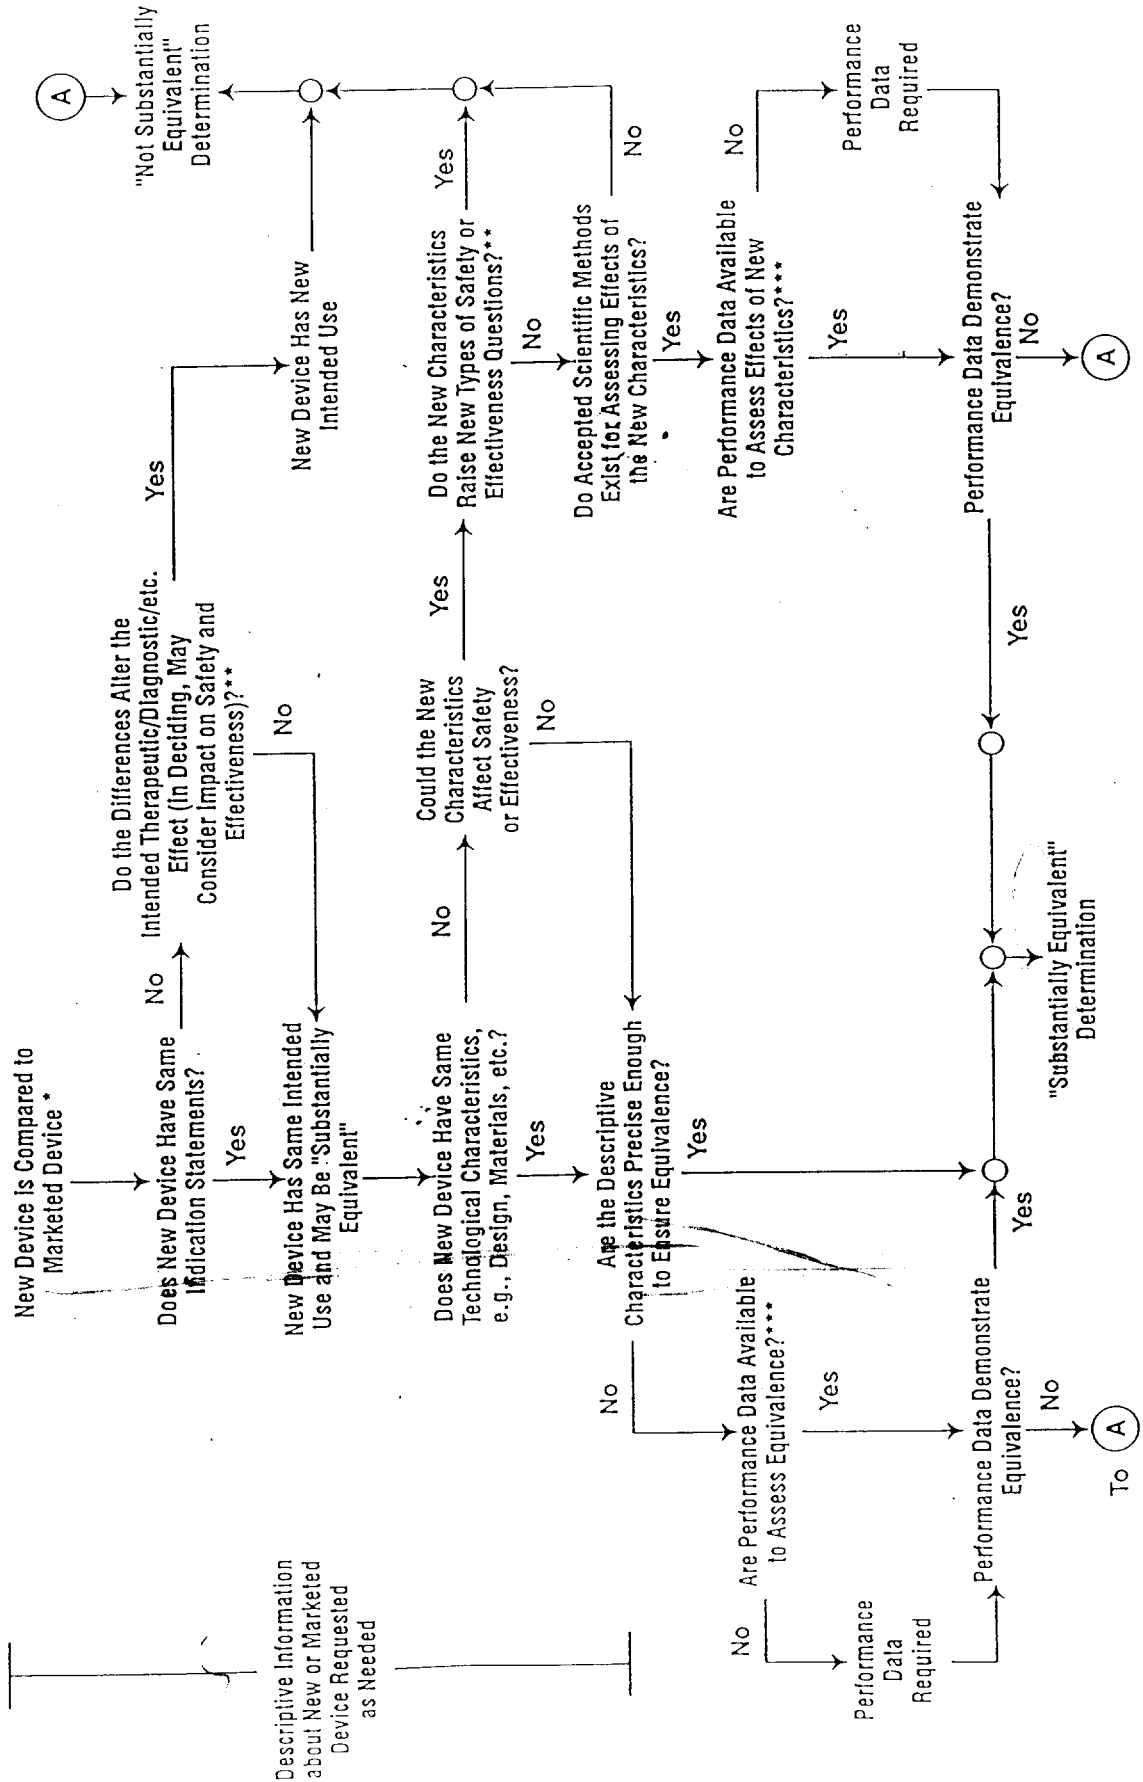 New Device is Compared to
Marketed Device *
Descriptive Information
about New or Marketed
Device Requested
as Needed
Does New Device Have Same
Indication Statements?
No
Do the Differences Alter the
Intended Therapeutic/Diagnostic/etc.
Effect (in Deciding, May
Consider Impact on Safety and
Effectiveness)?**
Yes
"Not Substantially
Equivalent"
Determination
A
Yes
No
New Device Has Same Intended
Use and May Be "Substantially
Equivalent"
New Device Has New
Intended Use
Does New Device Have Same
Technological Characteristics,
e.g., Design, Materials, etc.?
No
Could the New
Characteristics
Affect Safety
or Effectiveness?
Yes
Do the New Characteristics
Raise New Types of Safety or
Effectiveness Questions?**
Yes
Yes
No
No
Are the Descriptive
Characteristics Precise Enough
to Ensure Equivalence?
Do Accepted Scientific Methods
Exist for Assessing Effects of
the New Characteristics?
No
No
Yes
Yes
Are Performance Data Available
to Assess Equivalence?***
Are Performance Data Available
to Assess Effects of New
Characteristics?***
No
No
Yes
Yes
Performance
Data
Required
Performance
Data
Required
Performance Data Demonstrate
Equivalence?
Yes
Yes
Performance Data Demonstrate
Equivalence?
No
No
"Substantially Equivalent"
Determination
To
A
A